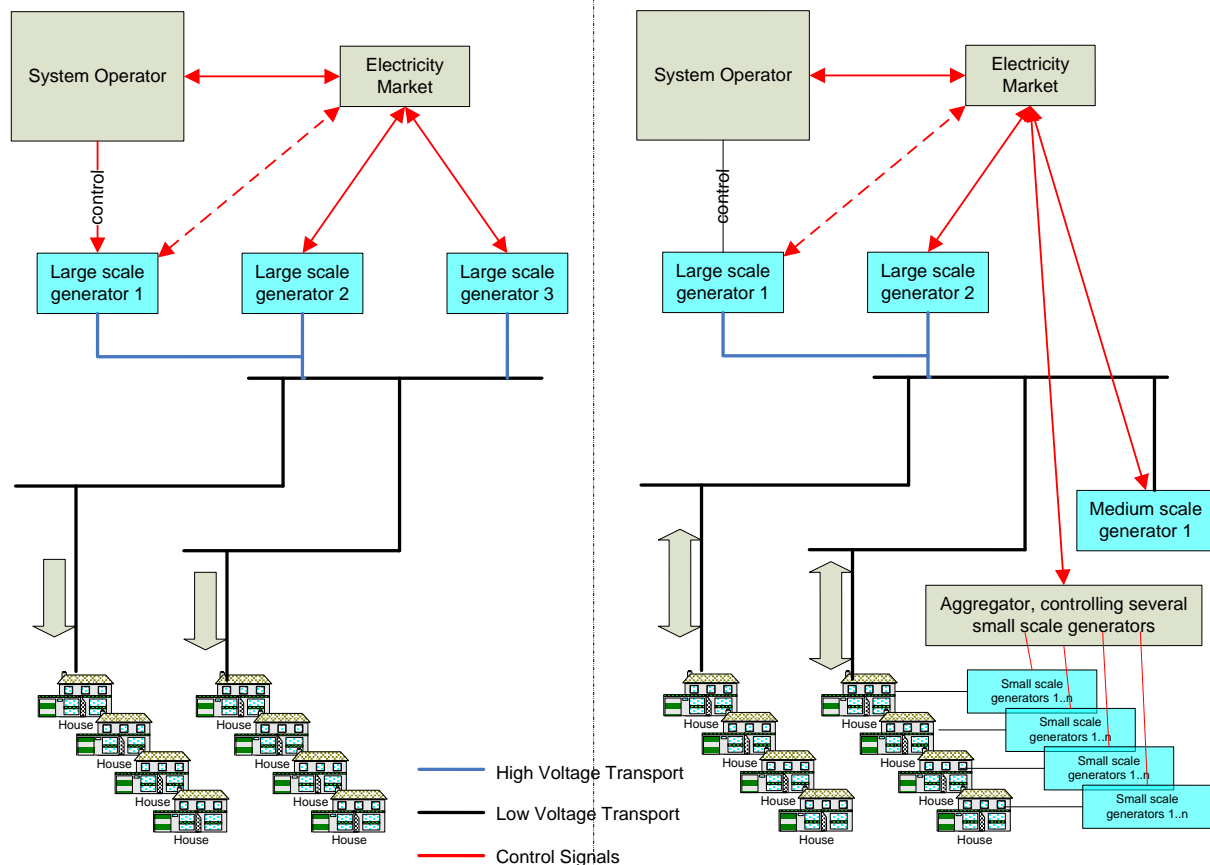 System Operator
Electricity
Market
control
Large scale
generator 1
Large scale
generator 2
Large scale
generator 3
House
House
House
House
House
House
House
House
High Voltage Transport
Low Voltage Transport
Control Signals
System Operator
Electricity
Market
control
Large scale
generator 1
Large scale
generator 2
Medium scale
generator 1
Aggregator, controlling several
small scale generators
Small scale
generators 1..n
Small scale
generators 1..n
Small scale
generators 1..n
Small scale
generators 1..n
House
House
House
House
House
House
House
House